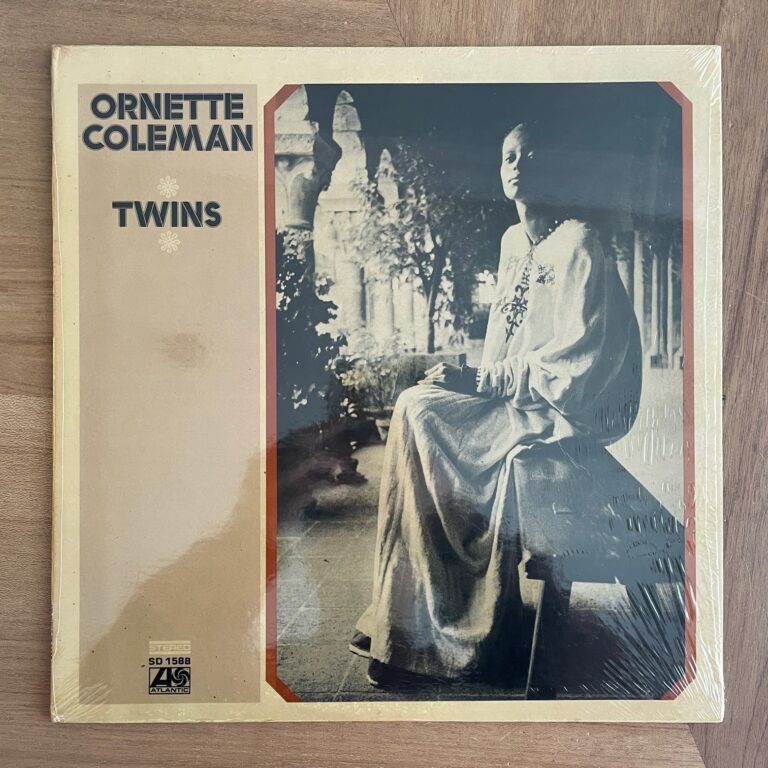 ORNETTE
COLEMAN
TWINS
STEREO
SD 1588
ATLANTIC